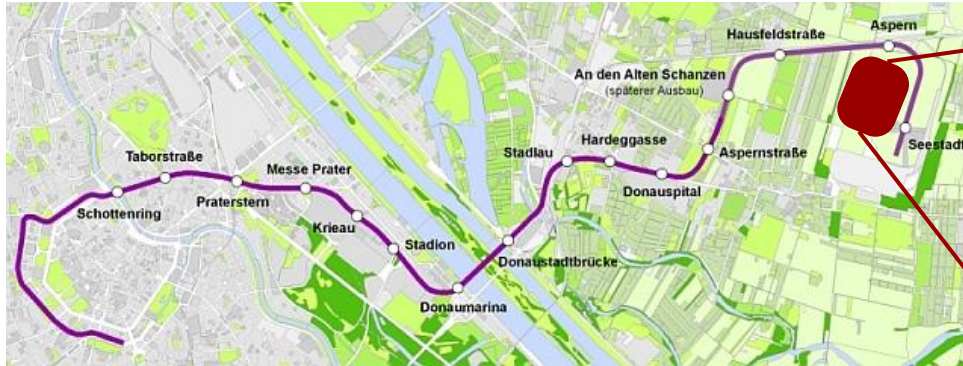 Aspern
Hausfeldstraße
An den Alten Schanzen
(späterer Ausbau)
Hardeggasse
Stadlau
Aspernstraße
Seestadt
Taborstraße
Messe Prater
Donauspital
Schottenring
Praterstern
Krieau
Stadion
Donaustadtbrücke
Donaumarina